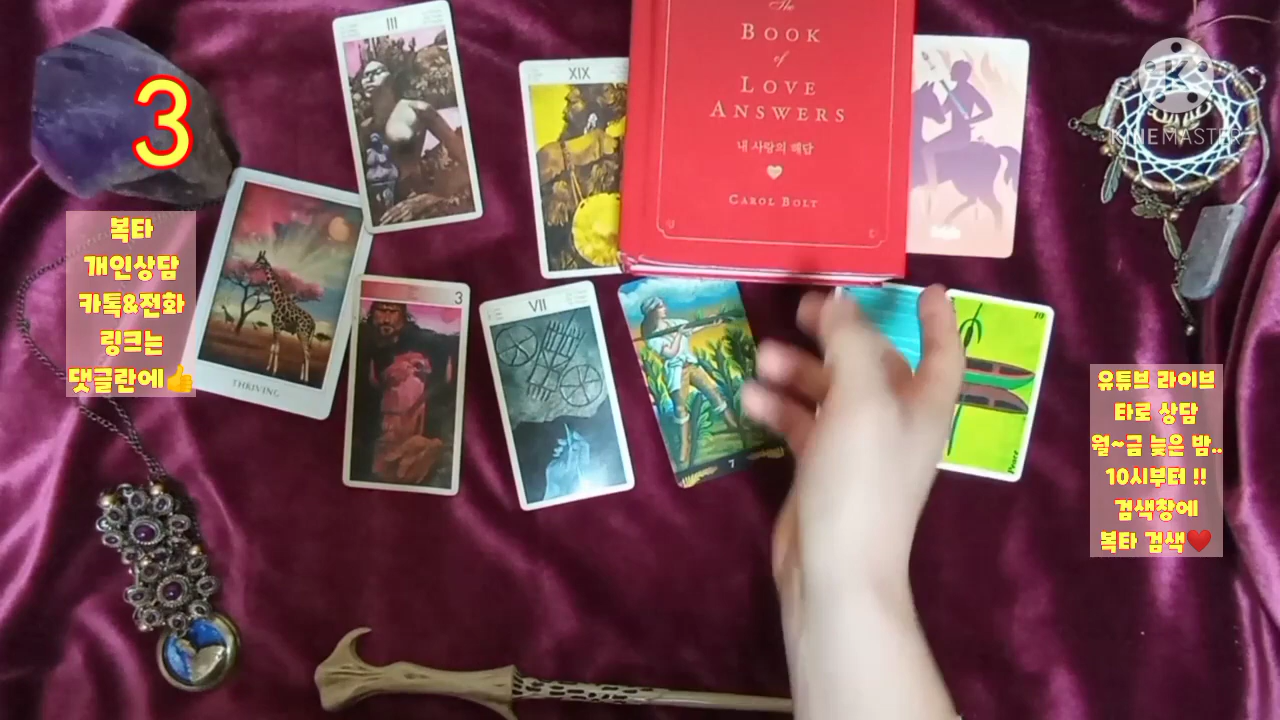 3
복타
개인상담
카톡&전화
링크는
댓글란에👍
III
XIX
The
BOOK
of
LOVE
ANSWERS
내 사랑의 해답
CAROL BOLT
KINEMASTER
THRIVING
3
VII
7
10
Peace
유튜브 라이브
타로 상담
월~금 늦은 밤..
10시부터 !!
검색창에
복타 검색❤️